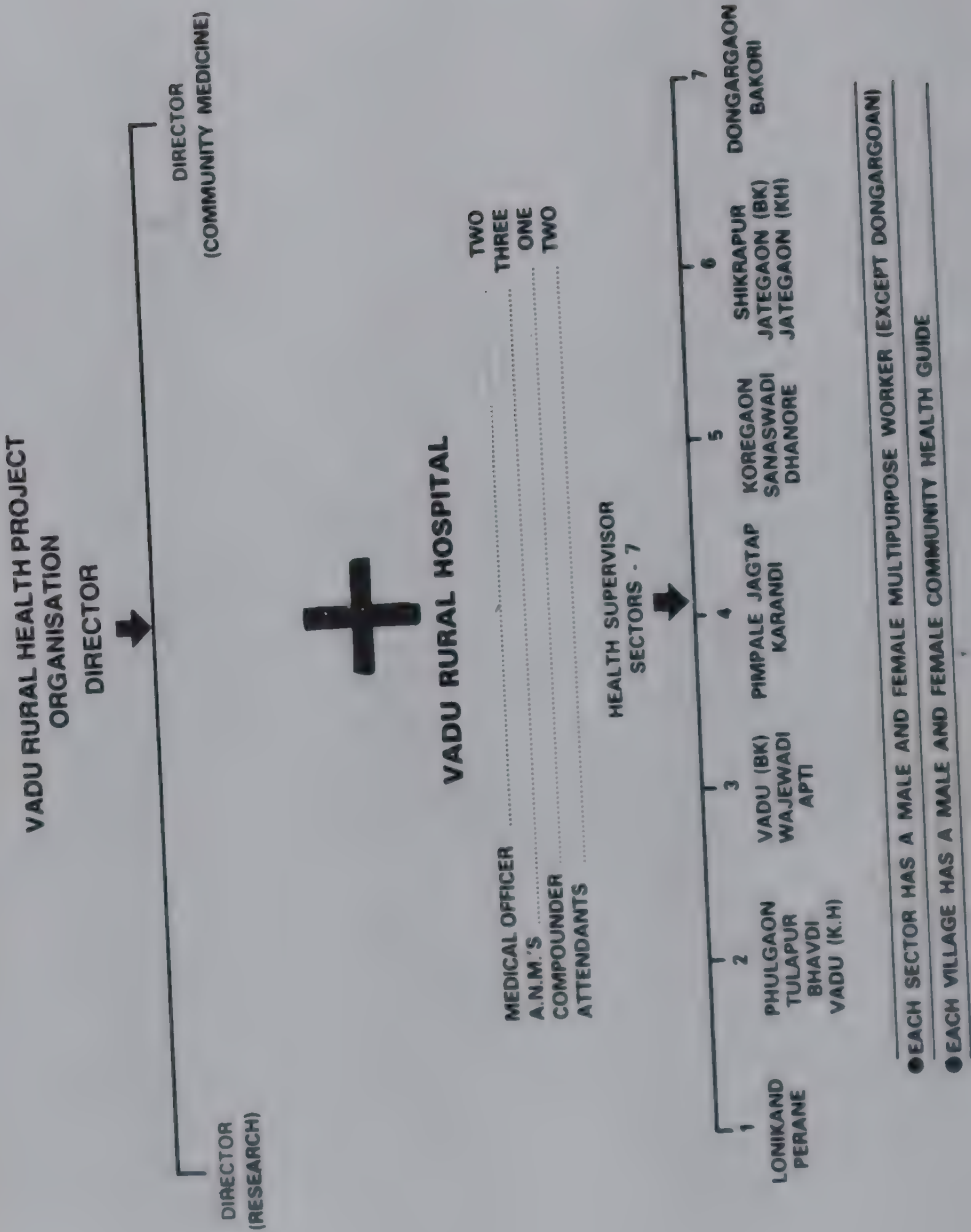 VADU RURAL HEALTH PROJECT
ORGANISATION
DIRECTOR
DIRECTOR
(RESEARCH)
DIRECTOR
(COMMUNITY MEDICINE)
VADU RURAL HOSPITAL
MEDICAL OFFICER ........ TWO
A.N.M.'S ........ THREE
COMPOUNDER ........ ONE
ATTENDANTS ........ TWO
HEALTH SUPERVISOR
SECTORS - 7
1
LONIKAND
PERANE
2
PHULGAON
TULAPUR
BHAVDI
VADU (K.H)
3
VADU (BK)
WAJEWADI
APTI
4
PIMPALE JAGTAP
KARANDI
5
KOREGAON
SANASWADI
DHANORE
6
SHIKRAPUR
JATEGAON (BK)
JATEGAON (KH)
7
DONGARGAON
BAKORI
●EACH SECTOR HAS A MALE AND FEMALE MULTIPURPOSE WORKER (EXCEPT DONGARGOAN)
●EACH VILLAGE HAS A MALE AND FEMALE COMMUNITY HEALTH GUIDE